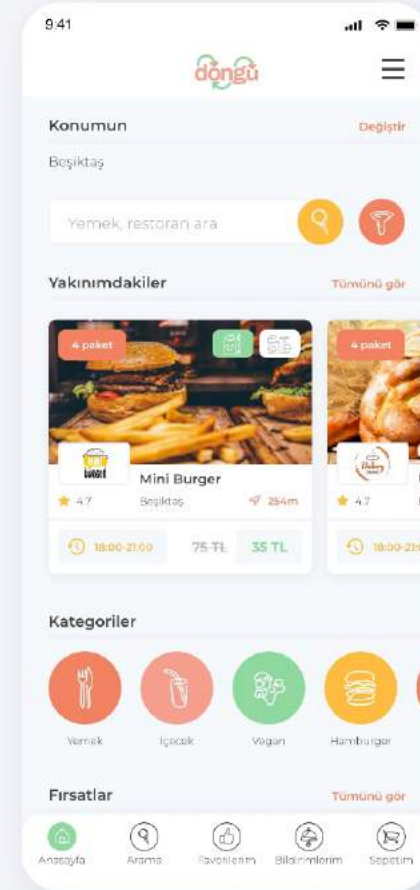 9:41
döngü
Konumun Değiştir
Beşiktaş
Yemek, restoran ara
Yakınımdakiler Tümünü gör
4 paket 4 paket
Mini Burger
4.7 Beşiktaş 254m 4.7
18:00-21:00 75 TL 35 TL
Kategoriler
Yemek İçecek Vegan Hamburger
Fırsatlar Tümünü gör
Anasayfa Arama Favorilerim Bildirimlerim Sepetim